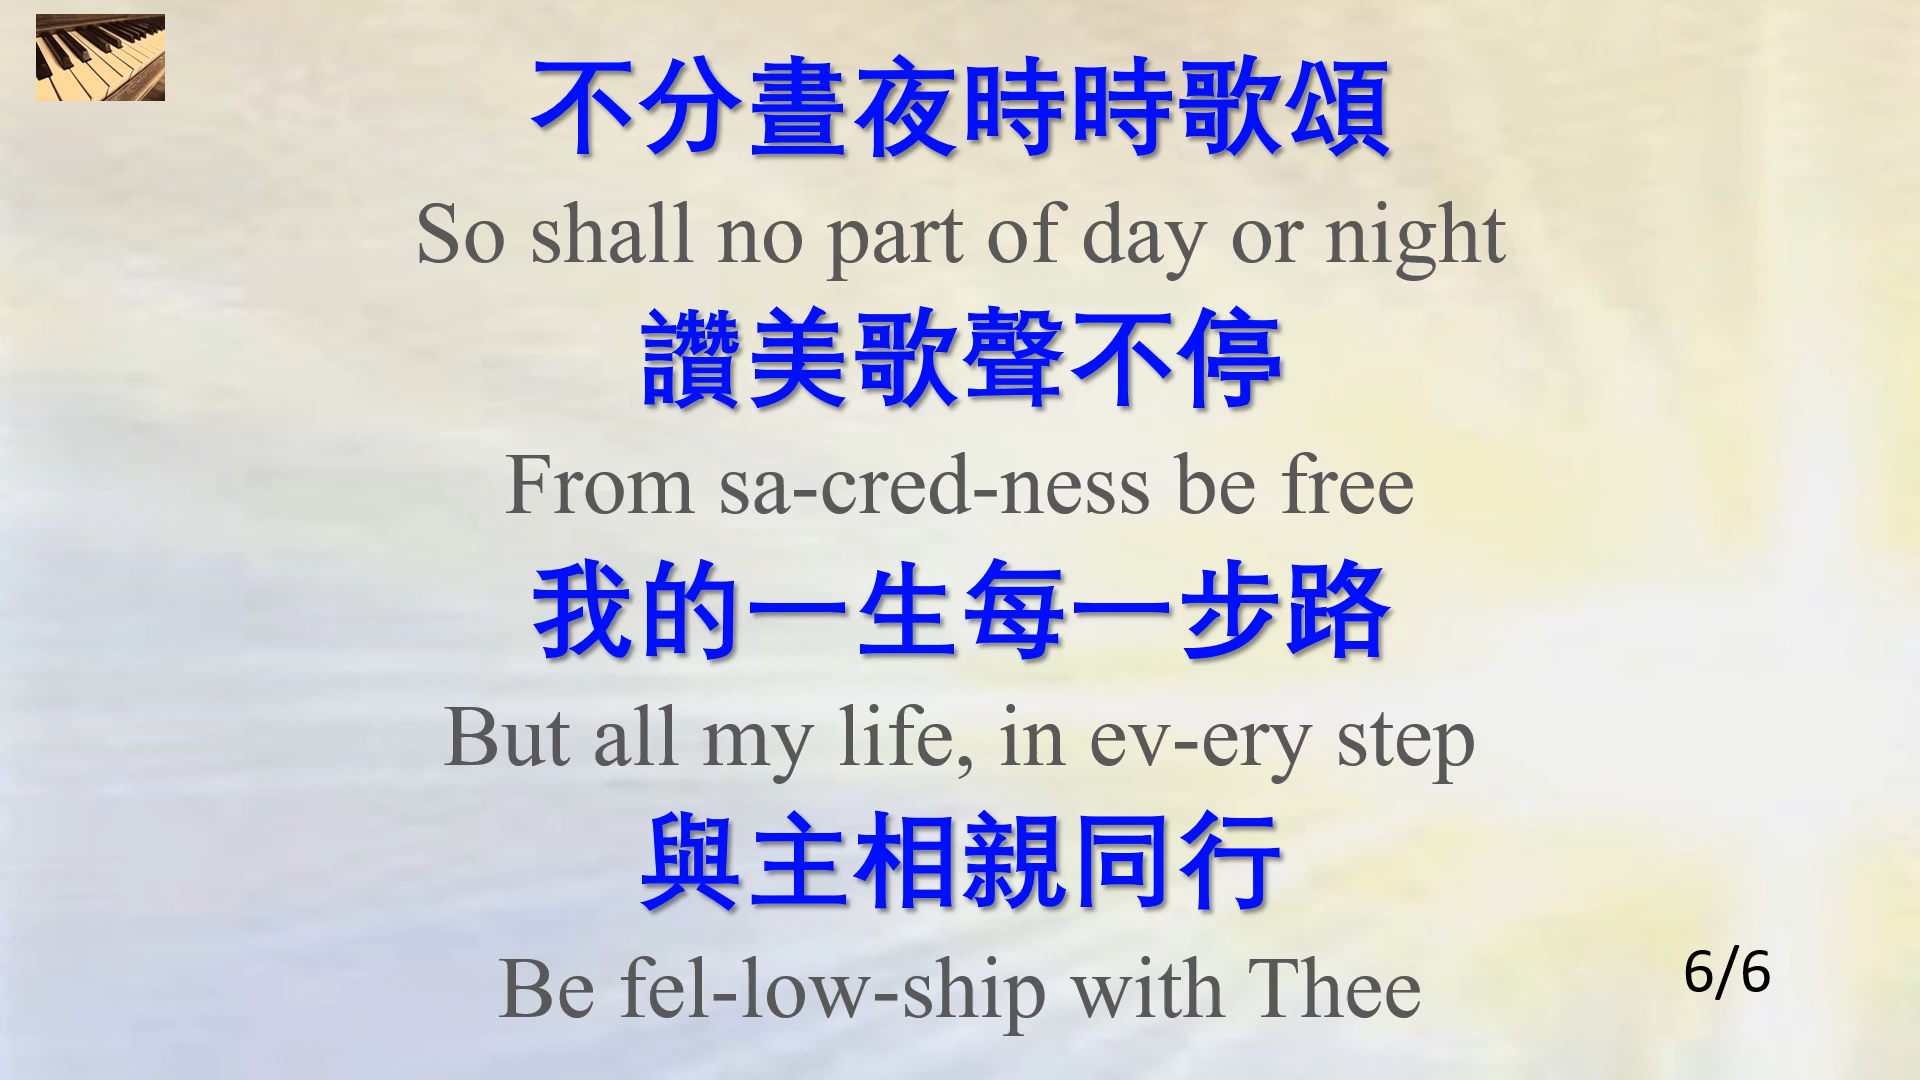 不分晝夜時時歌頌
So shall no part of day or night
讚美歌聲不停
From sa-cred-ness be free
我的一生每一步路
But all my life, in ev-ery step
與主相親同行
Be fel-low-ship with Thee
6/6